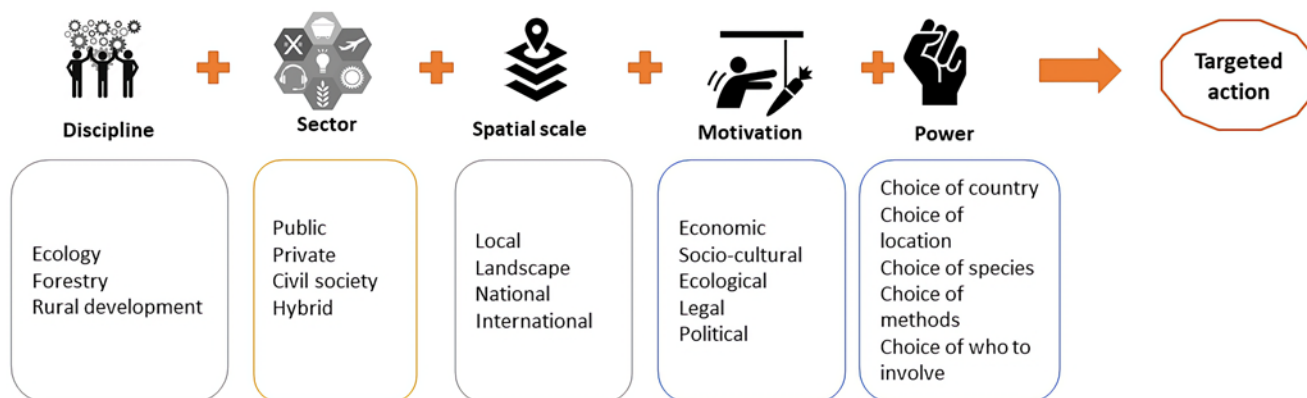 Discipline
Sector
Spatial scale
Motivation
Power
Targeted
action
Ecology
Forestry
Rural development
Public
Private
Civil society
Hybrid
Local
Landscape
National
International
Economic
Socio-cultural
Ecological
Legal
Political
Choice of country
Choice of
location
Choice of species
Choice of
methods
Choice of who to
involve